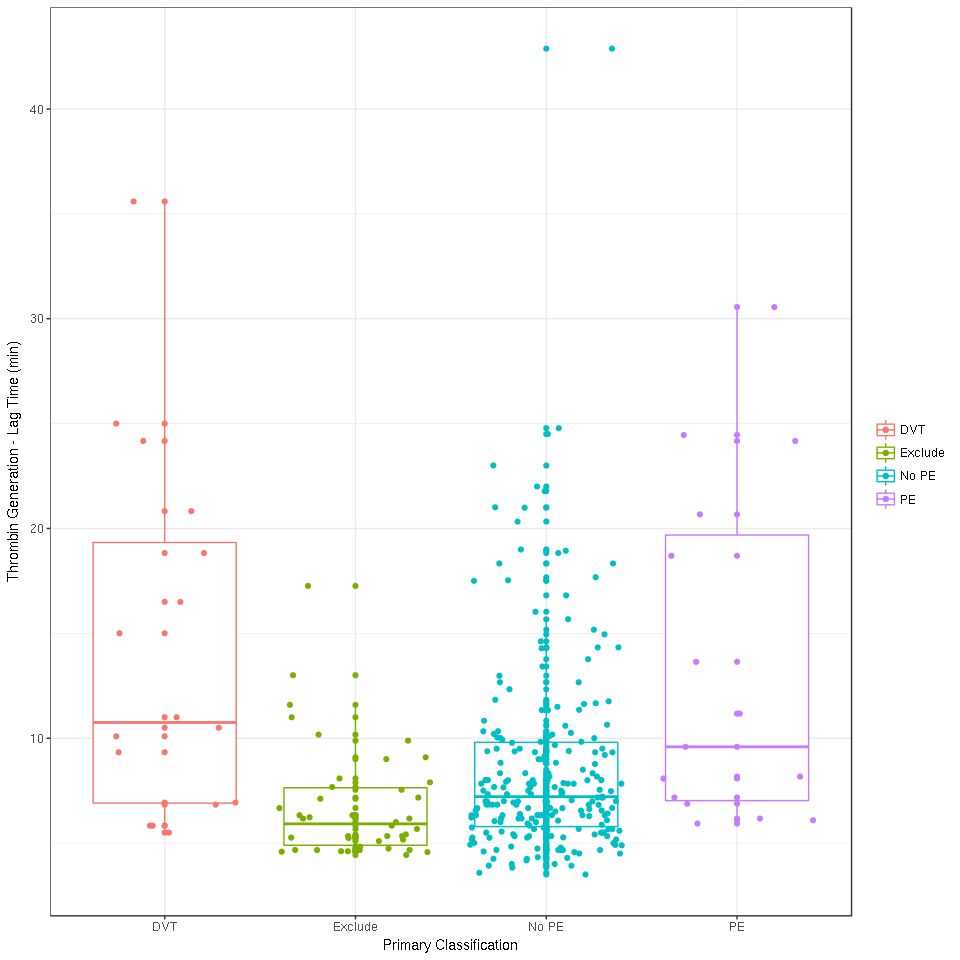 Thrombin Generation - Lag Time (min)
40
30
20
10
DVT
Exclude
No PE
PE
Primary Classification
DVT
Exclude
No PE
PE